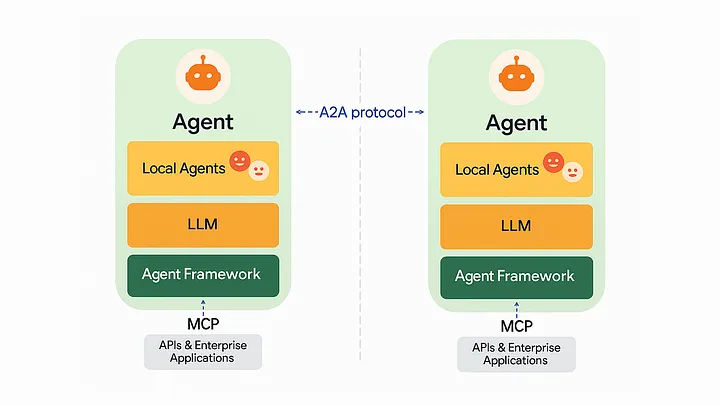 Agent
Local Agents
LLM
Agent Framework
MCP
APIs & Enterprise
Applications
A2A protocol
Agent
Local Agents
LLM
Agent Framework
MCP
APIs & Enterprise
Applications